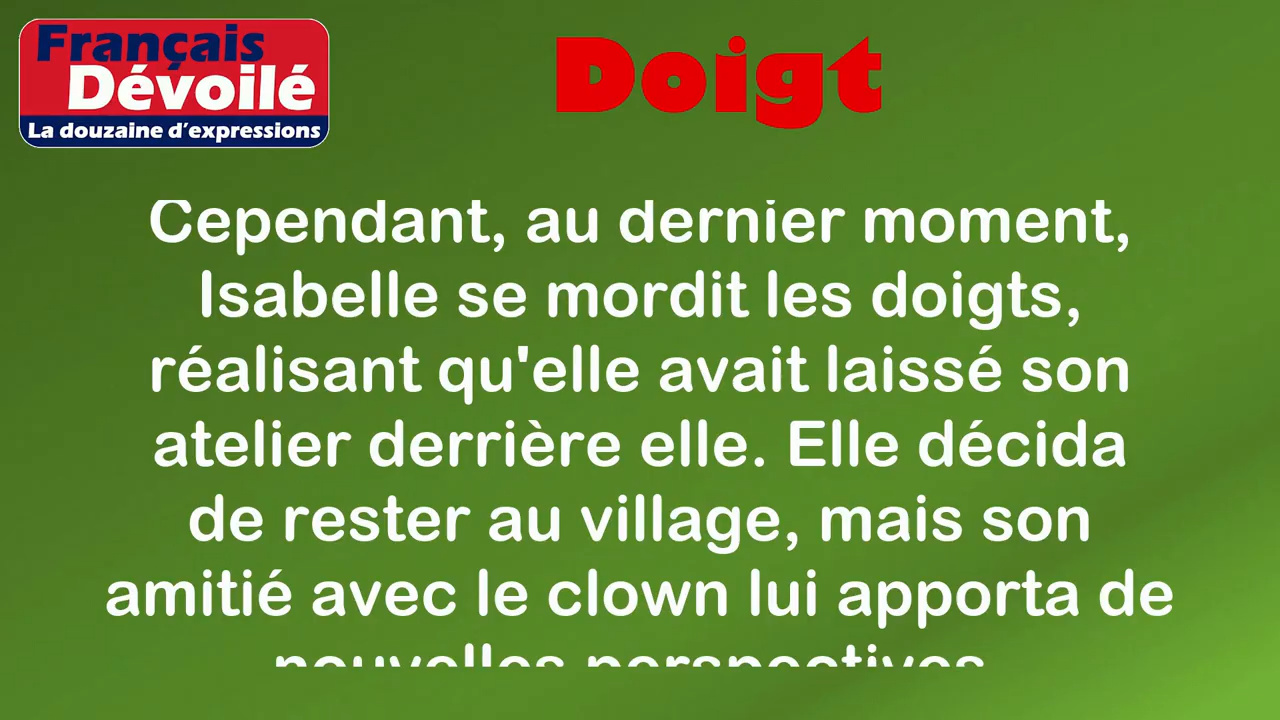 Français
Dévoilé
La douzaine d'expressions
Doigt
Cependant, au dernier moment,
Isabelle se mordit les doigts,
réalisant qu'elle avait laissé son
atelier derrière elle. Elle décida
de rester au village, mais son
amitié avec le clown lui apporta de
nouvelles perspectives